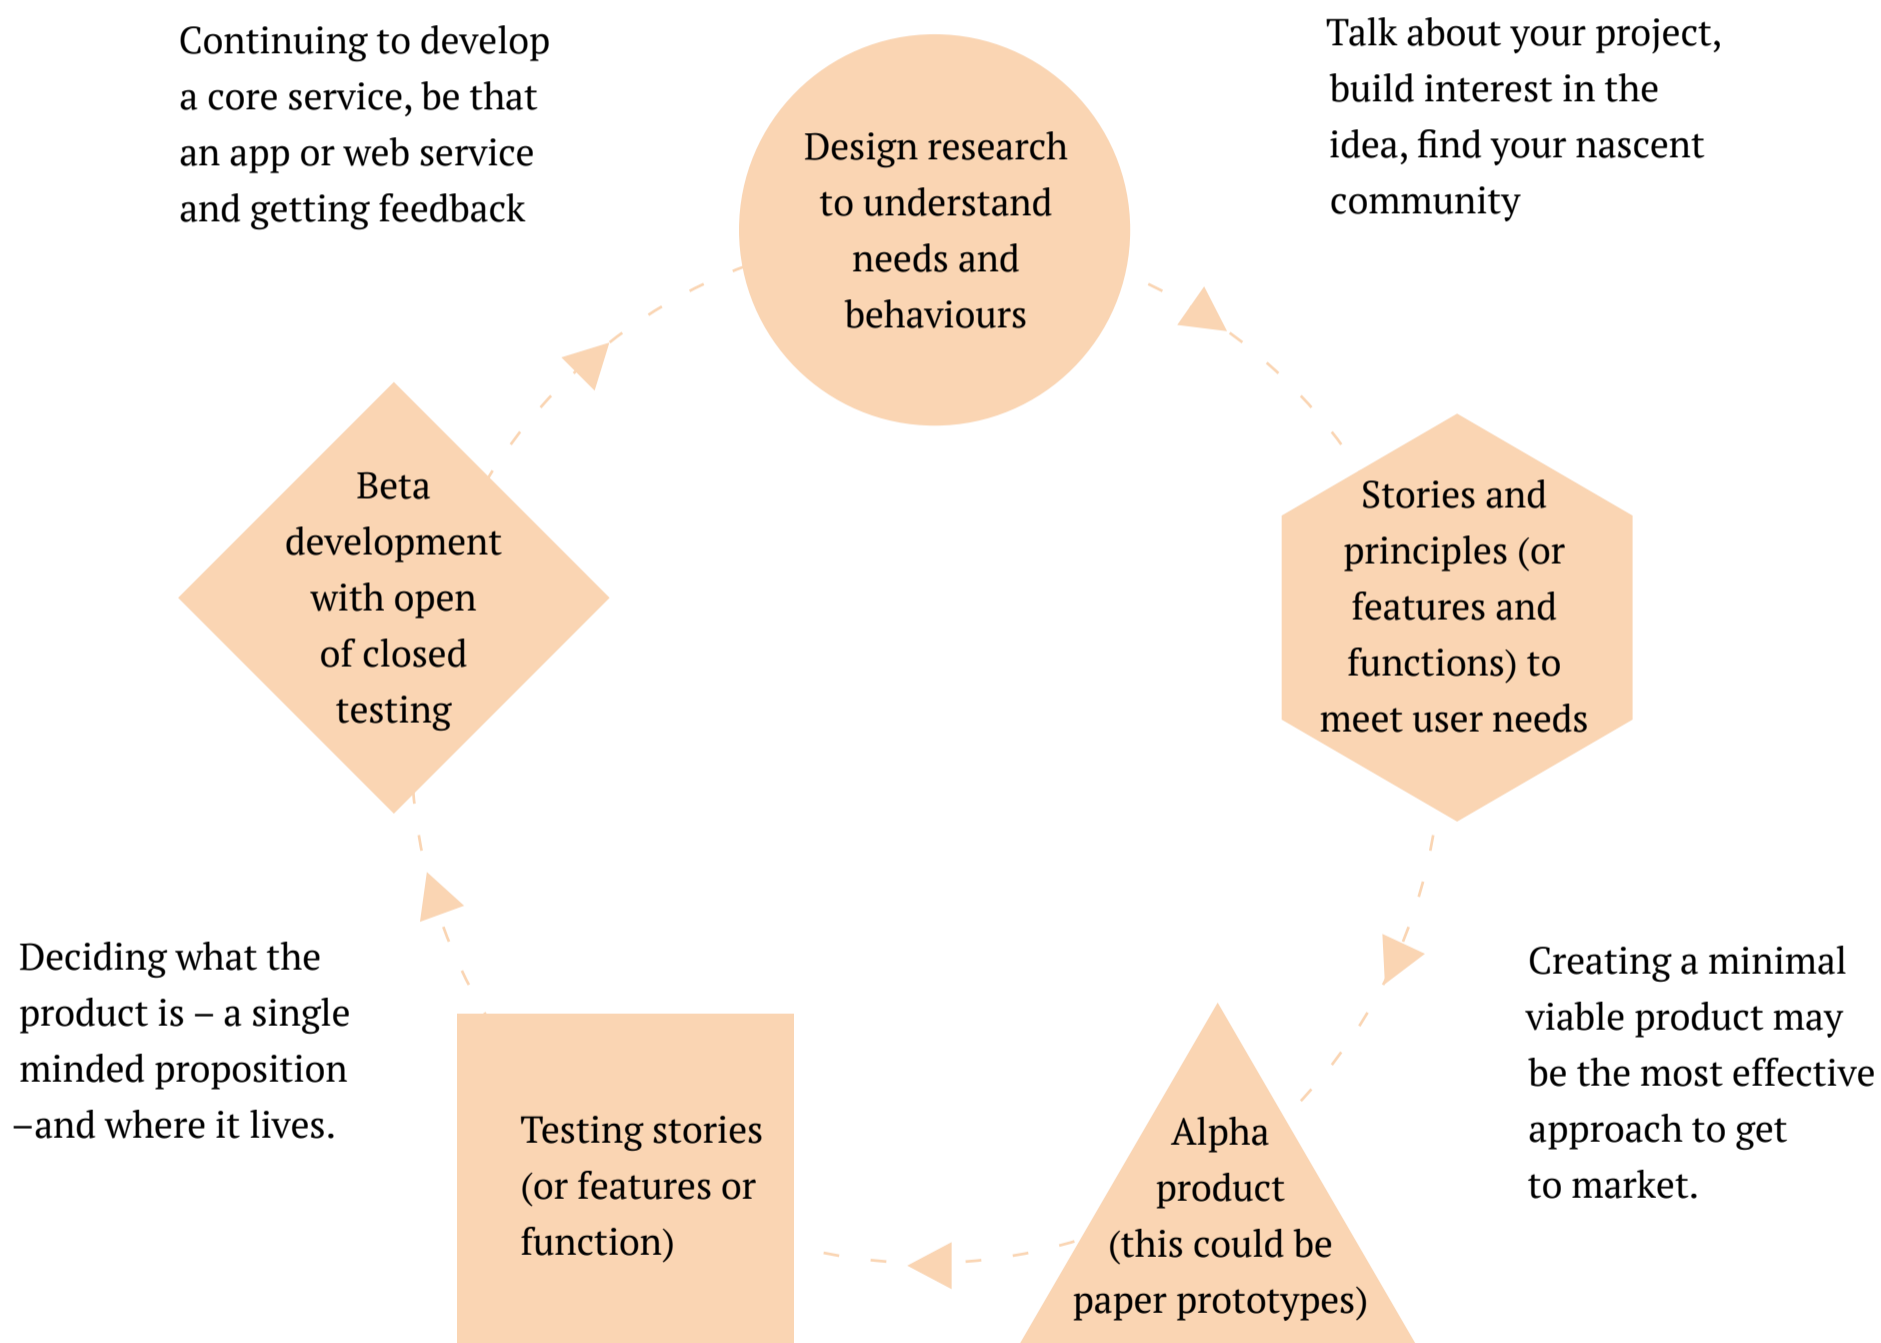 Continuing to develop
a core service, be that
an app or web service
and getting feedback
Design research
to understand
needs and
behaviours
Talk about your project,
build interest in the
idea, find your nascent
community
Beta
development
with open
of closed
testing
Stories and
principles (or
features and
functions) to
meet user needs
Deciding what the
product is – a single
minded proposition
–and where it lives.
Testing stories
(or features or
function)
Alpha
product
(this could be
paper prototypes)
Creating a minimal
viable product may
be the most effective
approach to get
to market.